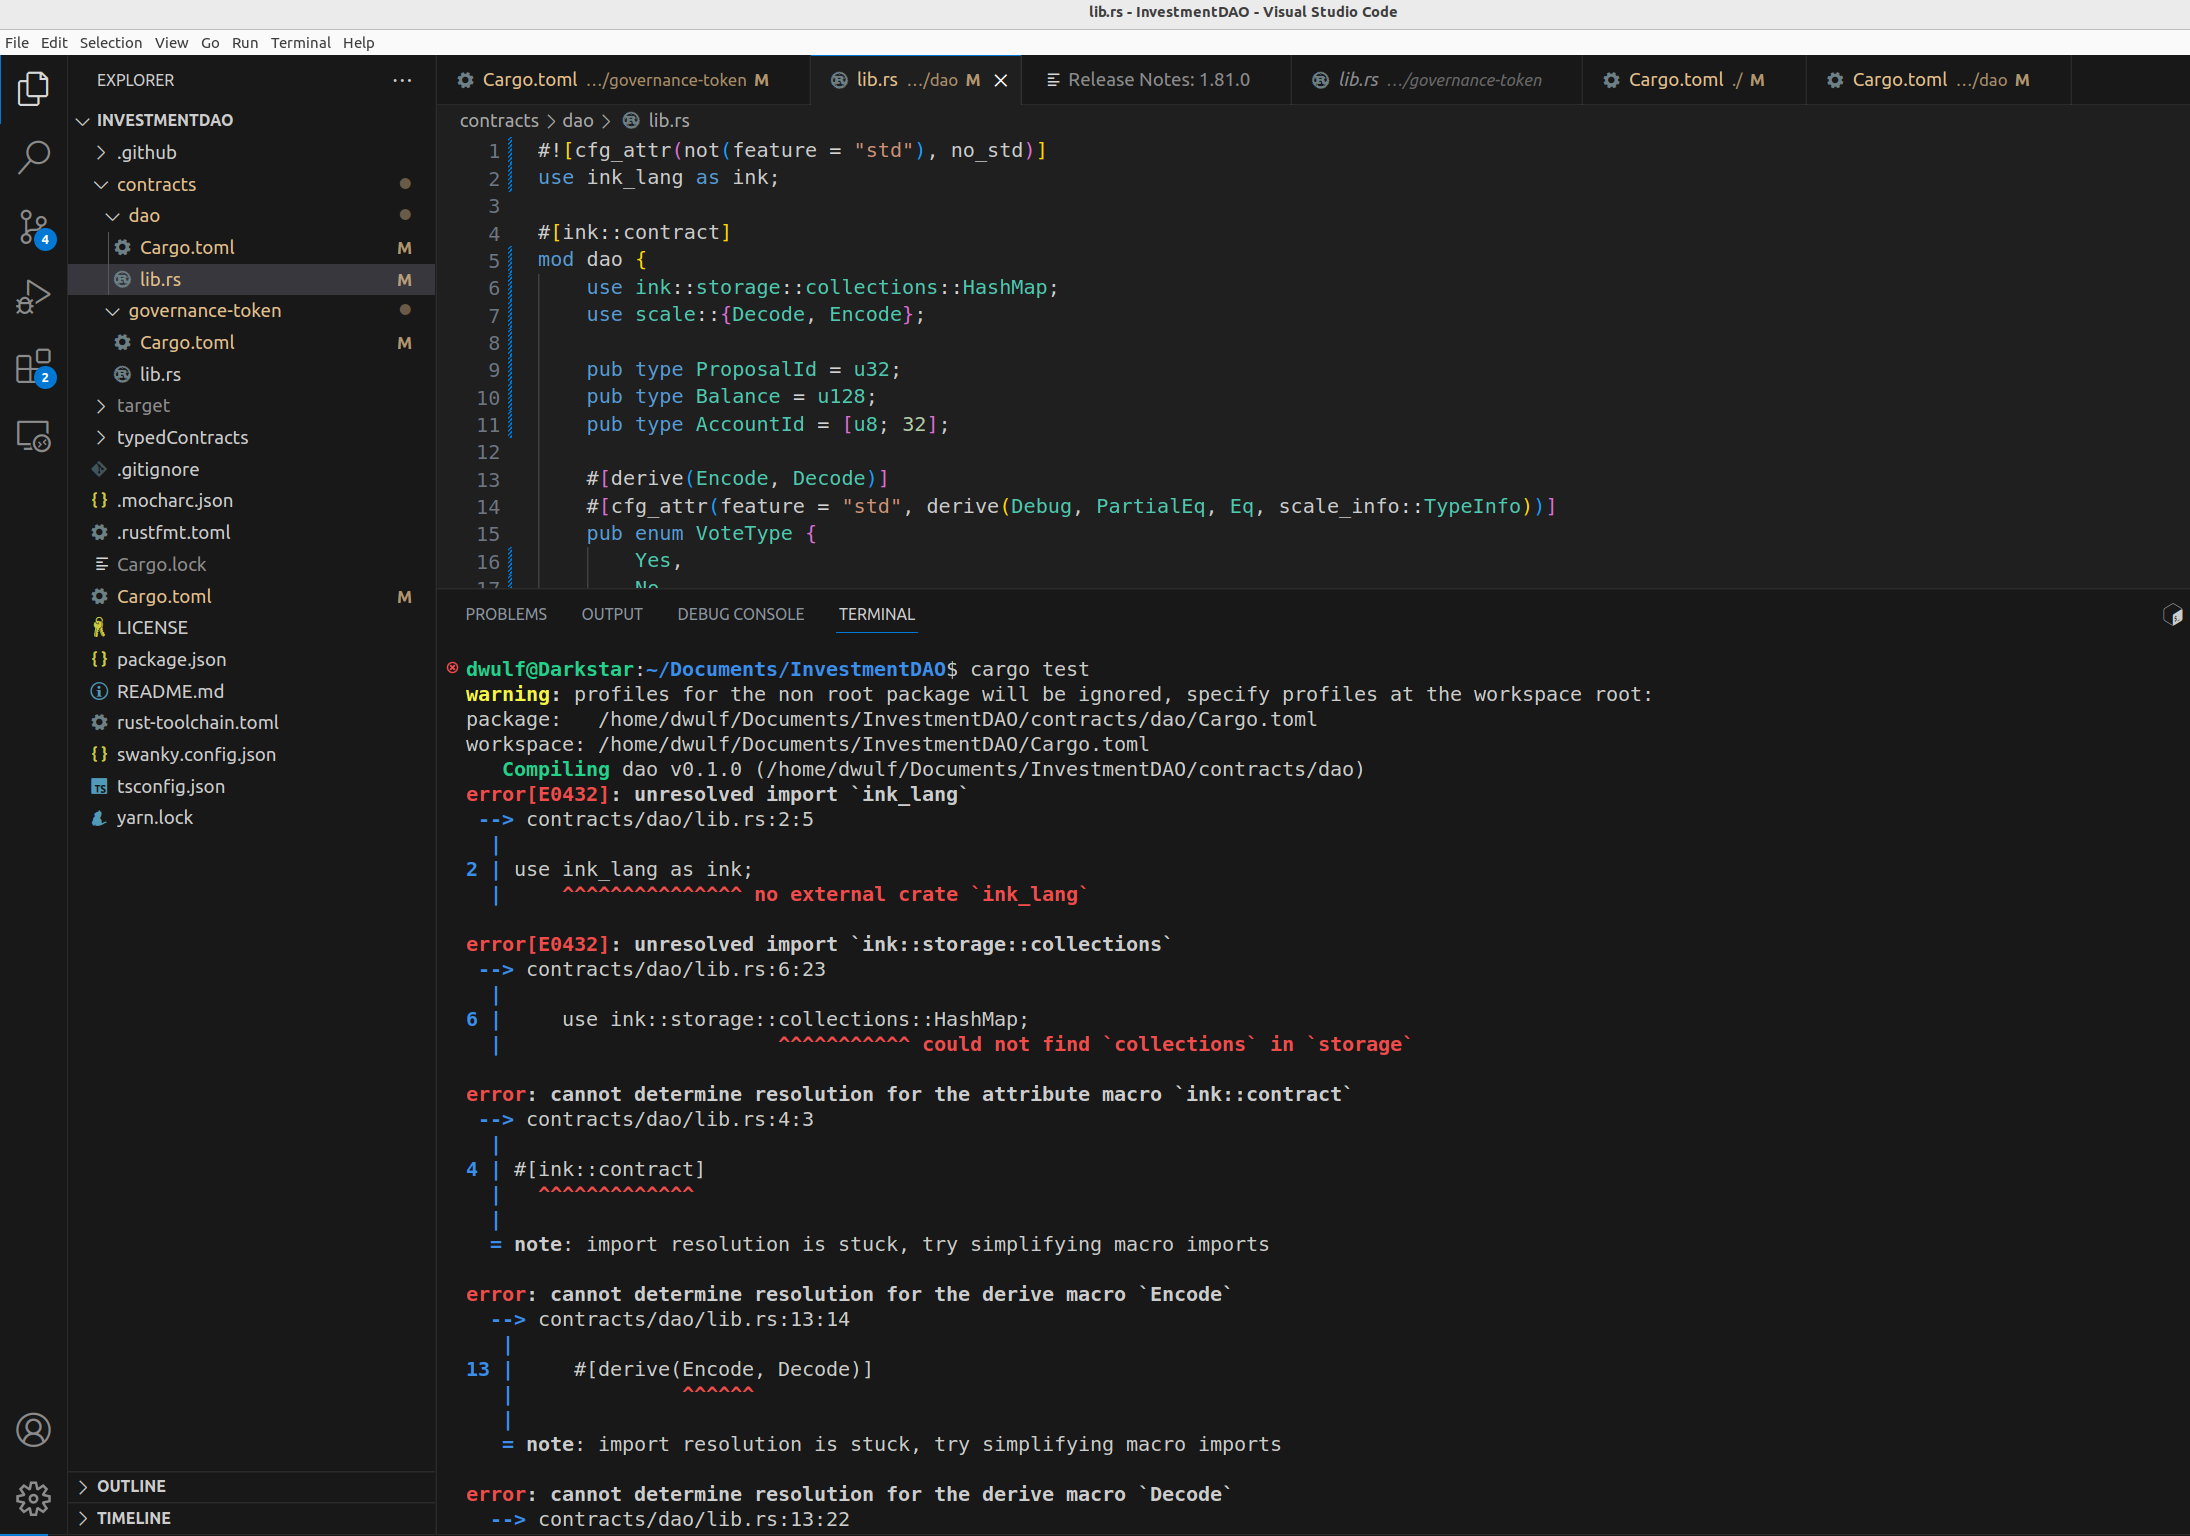 lib.rs - InvestmentDAO - Visual Studio Code
File Edit Selection View Go Run Terminal Help
EXPLORER ···
INVESTMENTDAO
.github
contracts
dao
Cargo.toml M
lib.rs M
governance-token
Cargo.toml M
lib.rs
target
typedContracts
.gitignore
{} .mocharc.json
.rustfmt.toml
Cargo.lock
Cargo.toml M
LICENSE
{} package.json
README.md
rust-toolchain.toml
{} swanky.config.json
TS tsconfig.json
yarn.lock
OUTLINE
TIMELINE
4
2
Cargo.toml .../governance-token M
lib.rs .../dao M
Release Notes: 1.81.0
lib.rs .../governance-token
Cargo.toml ./ M
Cargo.toml .../dao M
contracts > dao > lib.rs
1 #![cfg_attr(not(feature = "std"), no_std)]
2 use ink_lang as ink;
3
4 #[ink::contract]
5 mod dao {
6 use ink::storage::collections::HashMap;
7 use scale::{Decode, Encode};
8
9 pub type ProposalId = u32;
10 pub type Balance = u128;
11 pub type AccountId = [u8; 32];
12
13 #[derive(Encode, Decode)]
14 #[cfg_attr(feature = "std", derive(Debug, PartialEq, Eq, scale_info::TypeInfo))]
15 pub enum VoteType {
16 Yes,
17 No
PROBLEMS OUTPUT DEBUG CONSOLE TERMINAL
dwulf@Darkstar:~/Documents/InvestmentDAO$ cargo test
warning: profiles for the non root package will be ignored, specify profiles at the workspace root:
package:   /home/dwulf/Documents/InvestmentDAO/contracts/dao/Cargo.toml
workspace: /home/dwulf/Documents/InvestmentDAO/Cargo.toml
Compiling dao v0.1.0 (/home/dwulf/Documents/InvestmentDAO/contracts/dao)
error[E0432]: unresolved import `ink_lang`
--> contracts/dao/lib.rs:2:5
|
2 | use ink_lang as ink;
| ^^^^^^^^^^^^^^^ no external crate `ink_lang`
error[E0432]: unresolved import `ink::storage::collections`
--> contracts/dao/lib.rs:6:23
|
6 | use ink::storage::collections::HashMap;
| ^^^^^^^^^^^ could not find `collections` in `storage`
error: cannot determine resolution for the attribute macro `ink::contract`
--> contracts/dao/lib.rs:4:3
|
4 | #[ink::contract]
| ^^^^^^^^^^^^^
|
= note: import resolution is stuck, try simplifying macro imports
error: cannot determine resolution for the derive macro `Encode`
--> contracts/dao/lib.rs:13:14
|
13 | #[derive(Encode, Decode)]
| ^^^^^^
|
= note: import resolution is stuck, try simplifying macro imports
error: cannot determine resolution for the derive macro `Decode`
--> contracts/dao/lib.rs:13:22